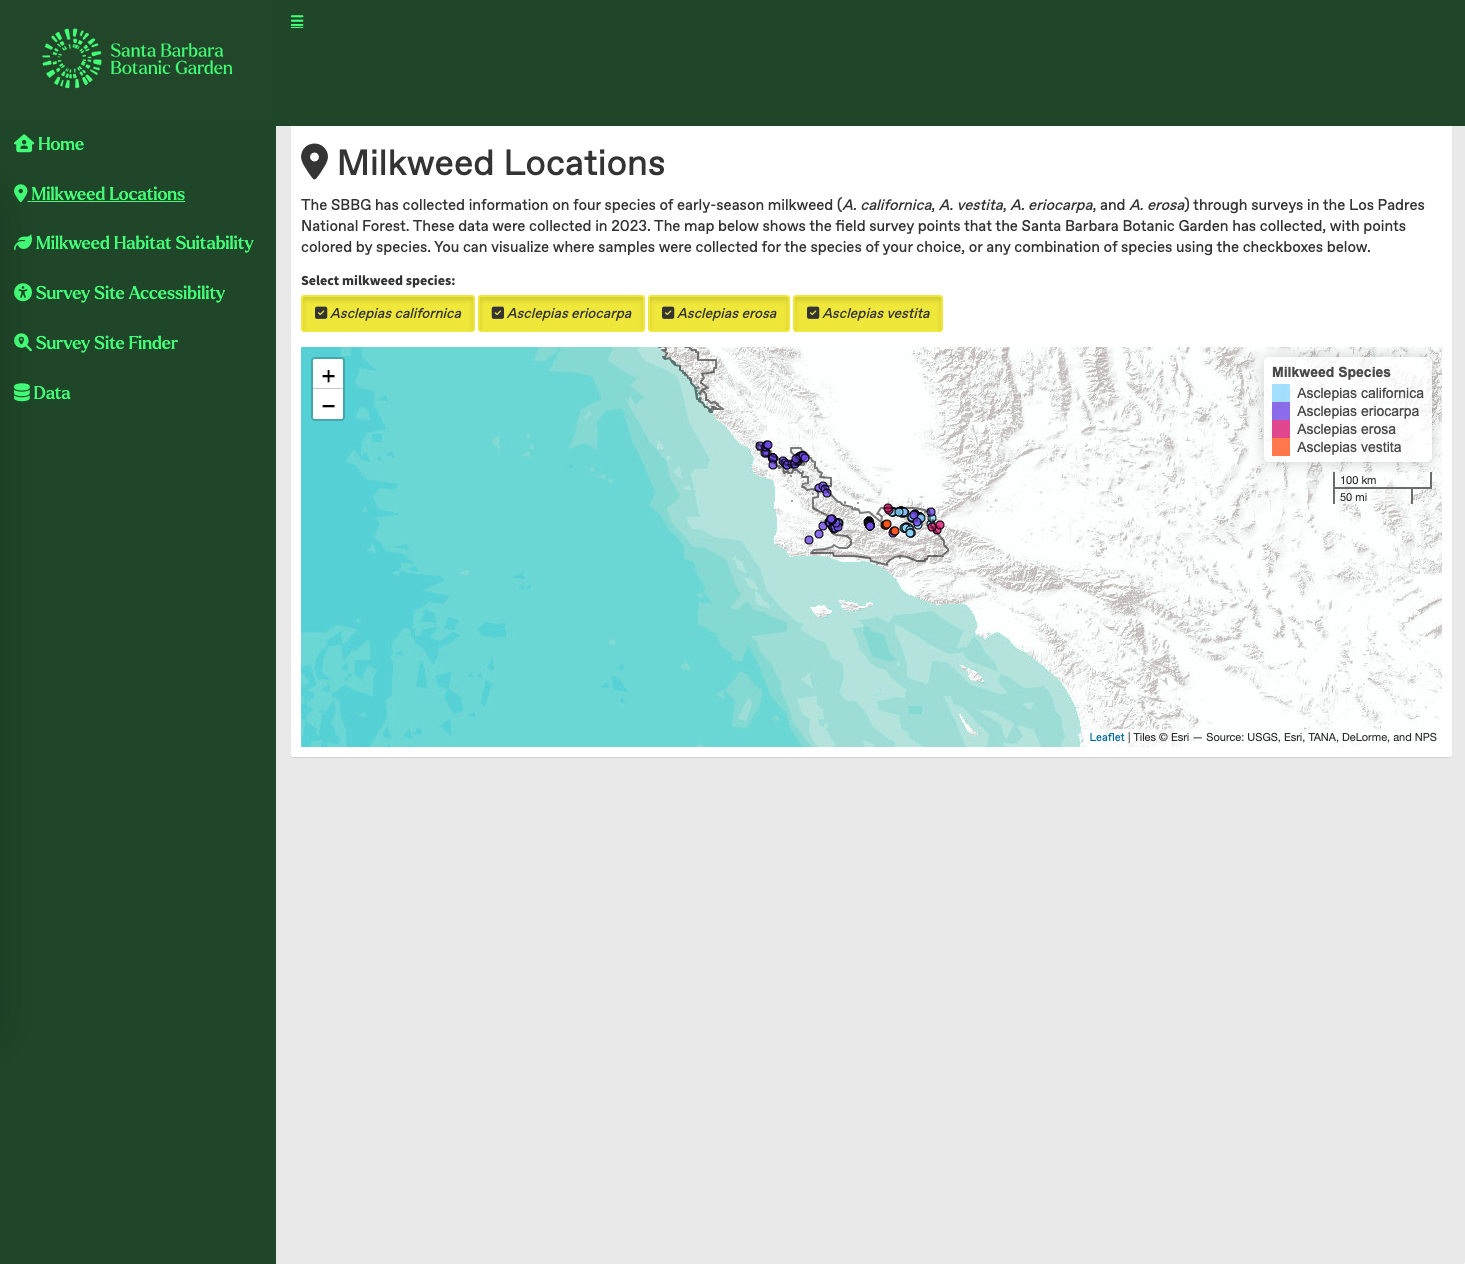 Santa Barbara
Botanic Garden
Home
Milkweed Locations
Milkweed Habitat Suitability
Survey Site Accessibility
Survey Site Finder
Data
Milkweed Locations
The SBBG has collected information on four species of early-season milkweed (A. californica, A. vestita, A. eriocarpa, and A. erosa) through surveys in the Los Padres
National Forest. These data were collected in 2023. The map below shows the field survey points that the Santa Barbara Botanic Garden has collected, with points
colored by species. You can visualize where samples were collected for the species of your choice, or any combination of species using the checkboxes below.
Select milkweed species:
Asclepias californica Asclepias eriocarpa Asclepias erosa Asclepias vestita
+
−
Milkweed Species
Asclepias californica
Asclepias eriocarpa
Asclepias erosa
Asclepias vestita
100 km
50 mi
Leaflet | Tiles © Esri — Source: USGS, Esri, TANA, DeLorme, and NPS